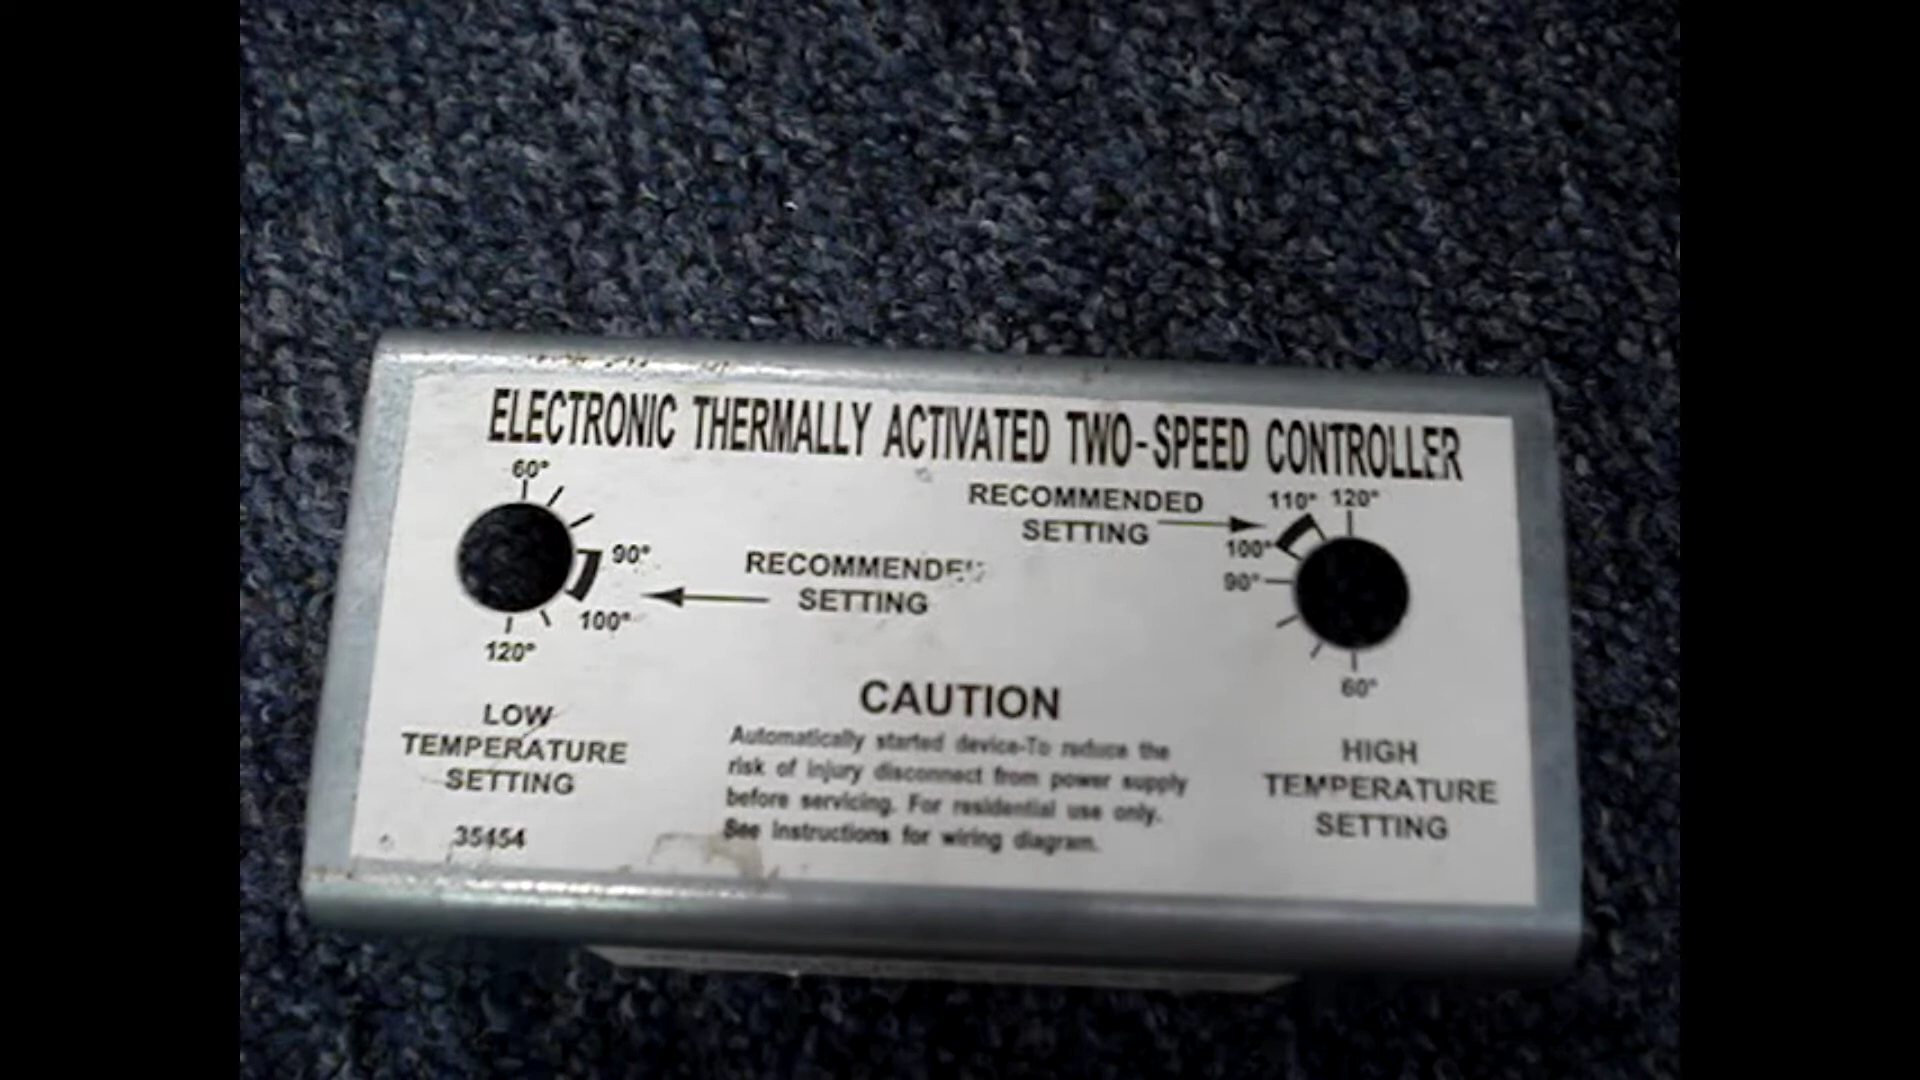 ELECTRONIC THERMALLY ACTIVATED TWO-SPEED CONTROLLER
60°
90°
100°
120°
RECOMMENDED
SETTING
RECOMMENDED
SETTING
110° 120°
100°
90°
60°
LOW
TEMPERATURE
SETTING
35454
CAUTION
Automatically started device-To reduce the
risk of injury disconnect from power supply
before servicing. For residential use only.
See instructions for wiring diagram.
HIGH
TEMPERATURE
SETTING